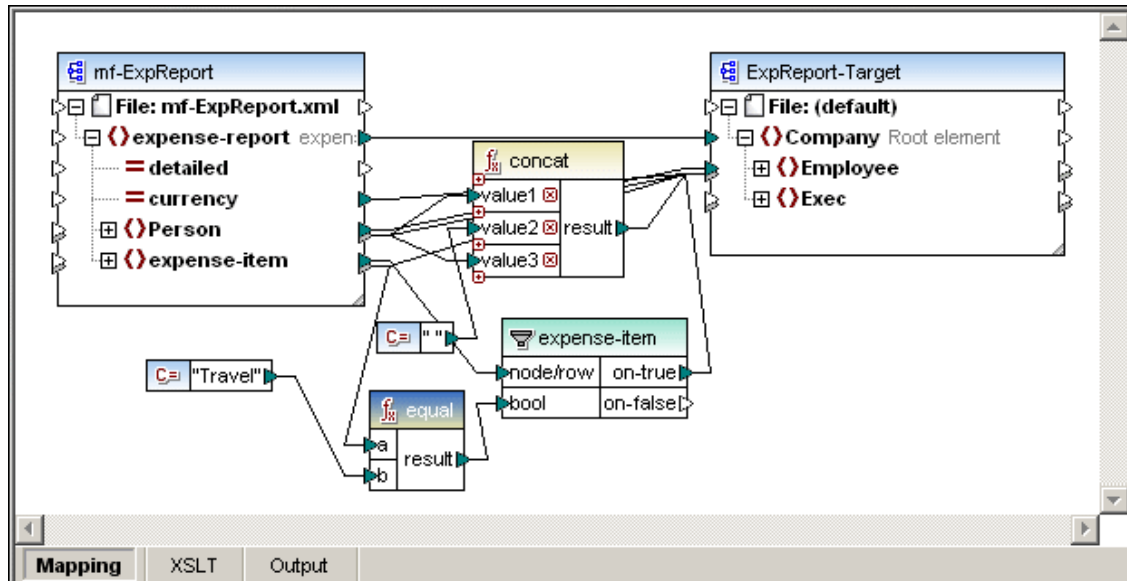 mf-ExpReport
File: mf-ExpReport.xml
expense-report expen
detailed
currency
Person
expense-item
concat
value1
value2 result
value3
ExpReport-Target
File: (default)
Company Root element
Employee
Exec
C= " "
C= "Travel"
expense-item
node/row on-true
bool on-false
equal
a
result
b
Mapping XSLT Output